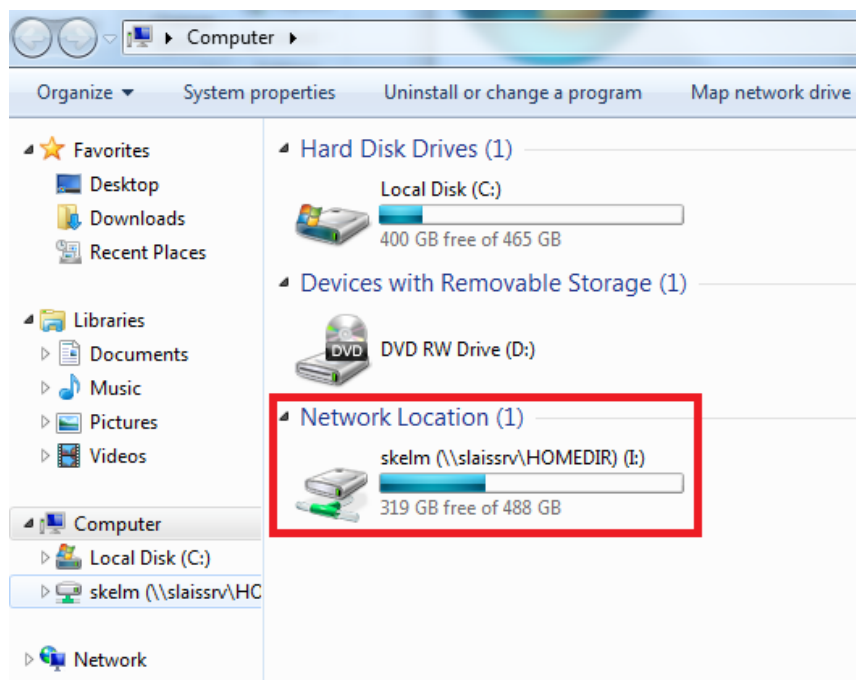 Computer
Organize
System properties
Uninstall or change a program
Map network drive
Favorites
Desktop
Downloads
Recent Places
Libraries
Documents
Music
Pictures
Videos
Computer
Local Disk (C:)
skelm (\\slaissrv\HO
Network
Hard Disk Drives (1)
Local Disk (C:)
400 GB free of 465 GB
Devices with Removable Storage (1)
DVD
DVD RW Drive (D:)
Network Location (1)
skelm (\\slaissrv\HOMEDIR) (I:)
319 GB free of 488 GB